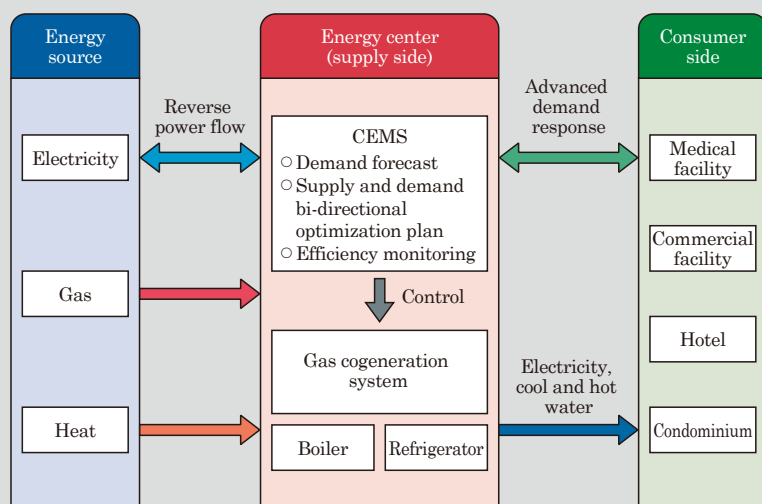 Energy
source
Energy center
(supply side)
Consumer
side
Reverse
power flow
Advanced
demand
response
Electricity
CEMS
○ Demand forecast
○ Supply and demand
bi-directional
optimization plan
○ Efficiency monitoring
Medical
facility
Commercial
facility
Gas
Control
Gas cogeneration
system
Hotel
Electricity,
cool and hot
water
Heat
Boiler
Refrigerator
Condominium